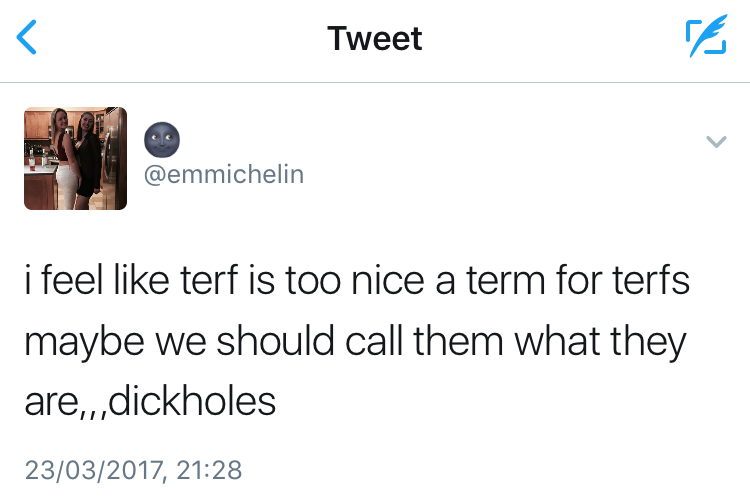 Tweet
@emmichelin
i feel like terf is too nice a term for terfs
maybe we should call them what they
are,,,dickholes
23/03/2017, 21:28